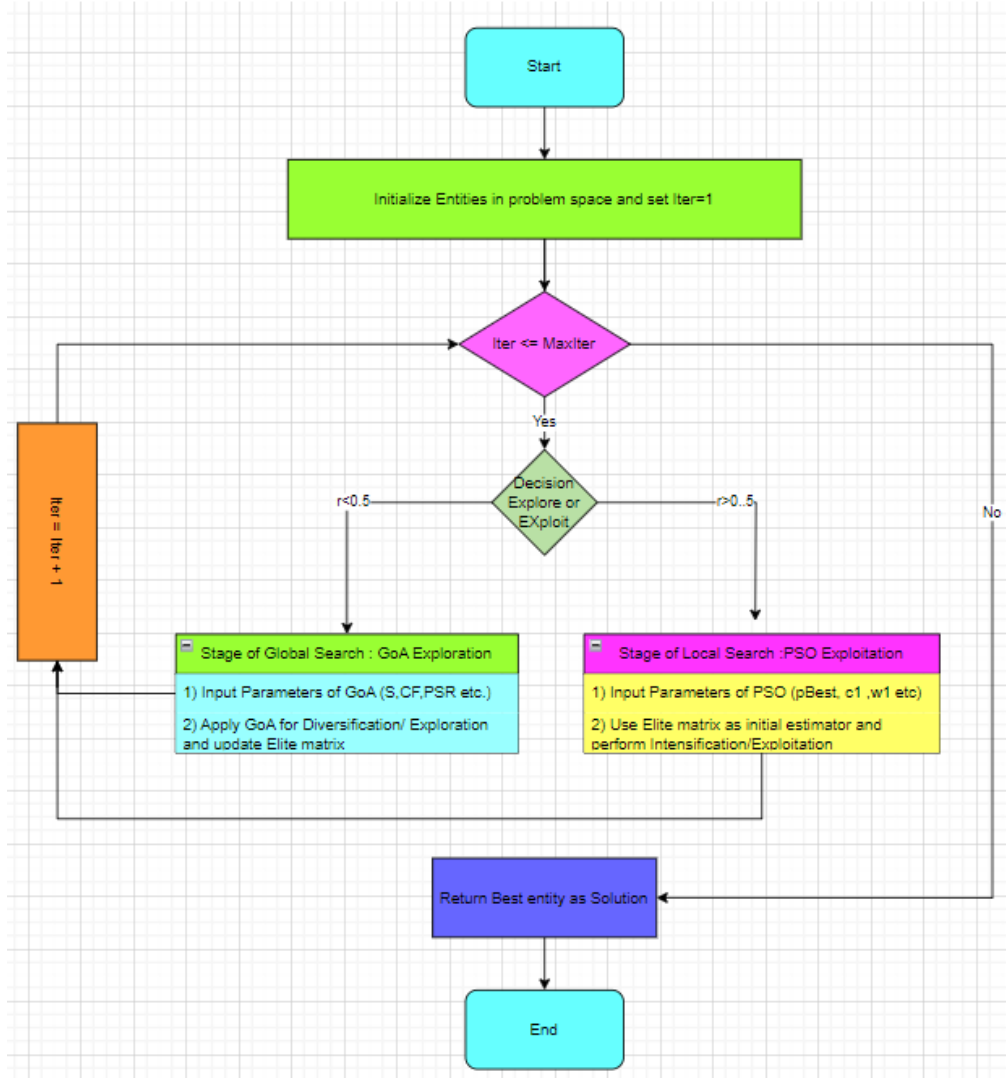 Start
Initialize Entities in problem space and set Iter=1
Iter <= MaxIter
Yes
Decision
Explore or
EXploit
r<0.5
r>0..5
No
Iter = Iter + 1
Stage of Global Search : GoA Exploration
1) Input Parameters of GoA (S,CF,PSR etc.)
2) Apply GoA for Diversification/ Exploration
and update Elite matrix
Stage of Local Search :PSO Exploitation
1) Input Parameters of PSO (pBest, c1 ,w1 etc)
2) Use Elite matrix as initial estimator and
perform Intensification/Exploitation
Return Best entity as Solution
End